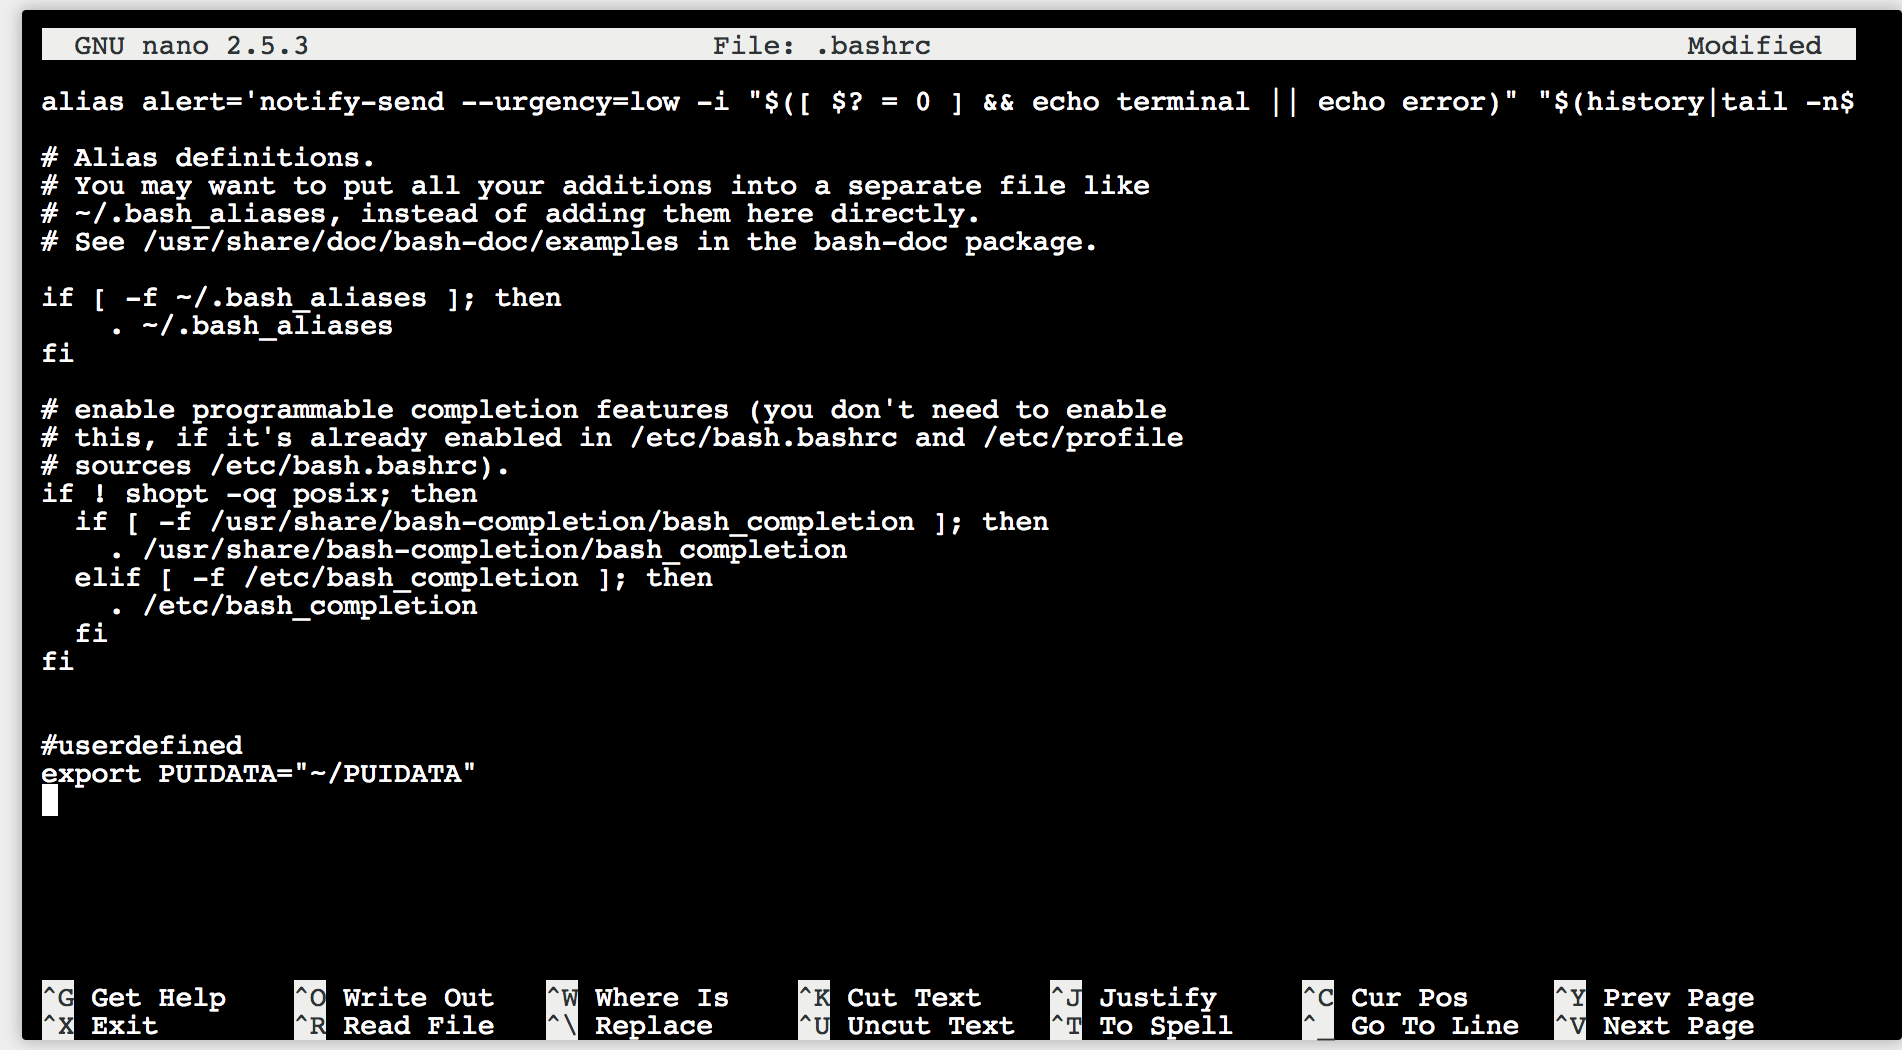 GNU nano 2.5.3 File: .bashrc Modified
alias alert='notify-send --urgency=low -i "$([ $? = 0 ] && echo terminal || echo error)" "$(history|tail -n$
# Alias definitions.
# You may want to put all your additions into a separate file like
# ~/.bash_aliases, instead of adding them here directly.
# See /usr/share/doc/bash-doc/examples in the bash-doc package.
if [ -f ~/.bash_aliases ]; then
    . ~/.bash_aliases
fi
# enable programmable completion features (you don't need to enable
# this, if it's already enabled in /etc/bash.bashrc and /etc/profile
# sources /etc/bash.bashrc).
if ! shopt -oq posix; then
  if [ -f /usr/share/bash-completion/bash_completion ]; then
    . /usr/share/bash-completion/bash_completion
  elif [ -f /etc/bash_completion ]; then
    . /etc/bash_completion
  fi
fi
#userdefined
export PUIDATA="~/PUIDATA"
^G Get Help ^O Write Out ^W Where Is ^K Cut Text ^J Justify ^C Cur Pos ^Y Prev Page
^X Exit ^R Read File ^\ Replace ^U Uncut Text ^T To Spell ^_ Go To Line ^V Next Page